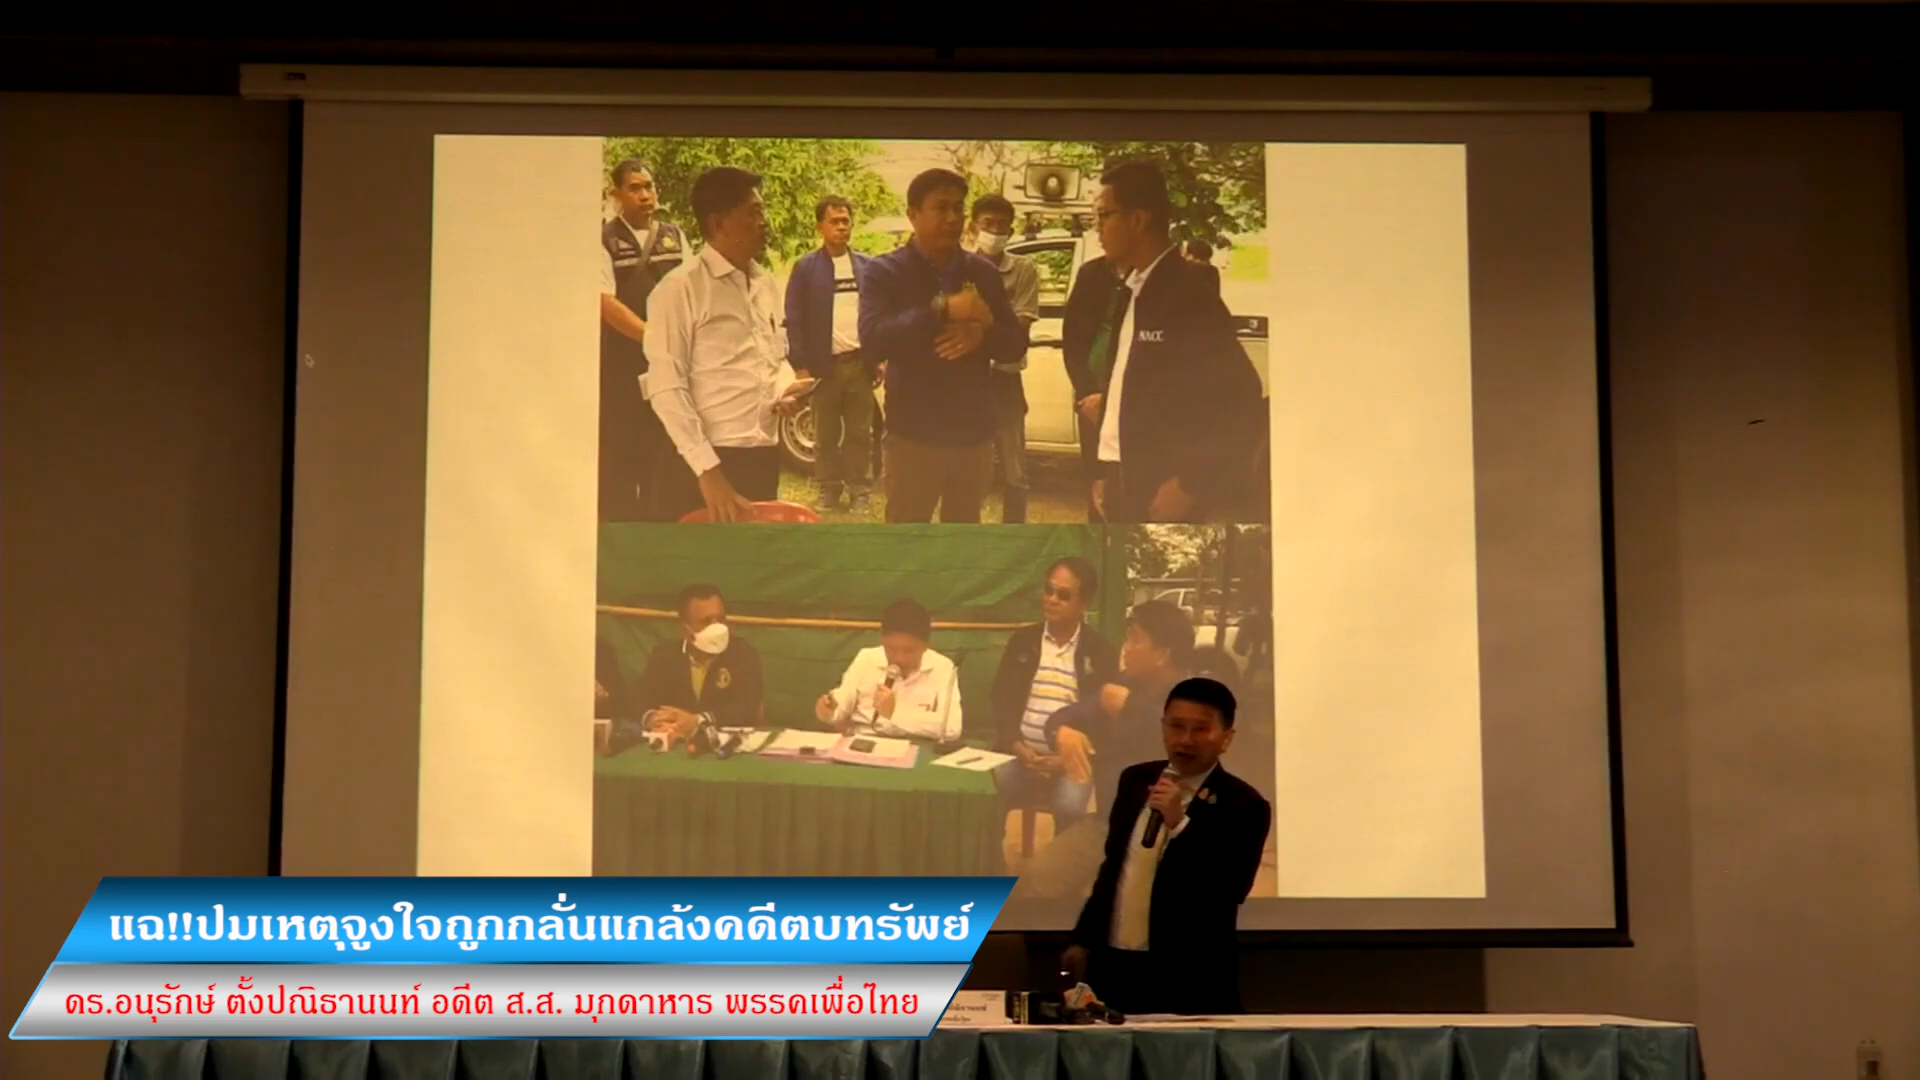 NACC
แฉ!!ปมเหตุจูงใจถูกกลั่นแกล้งคดีตบทรัพย์
ดร.อนุรักษ์ ตั้งปณิธานนท์ อดีต ส.ส. มุกดาหาร พรรคเพื่อไทย